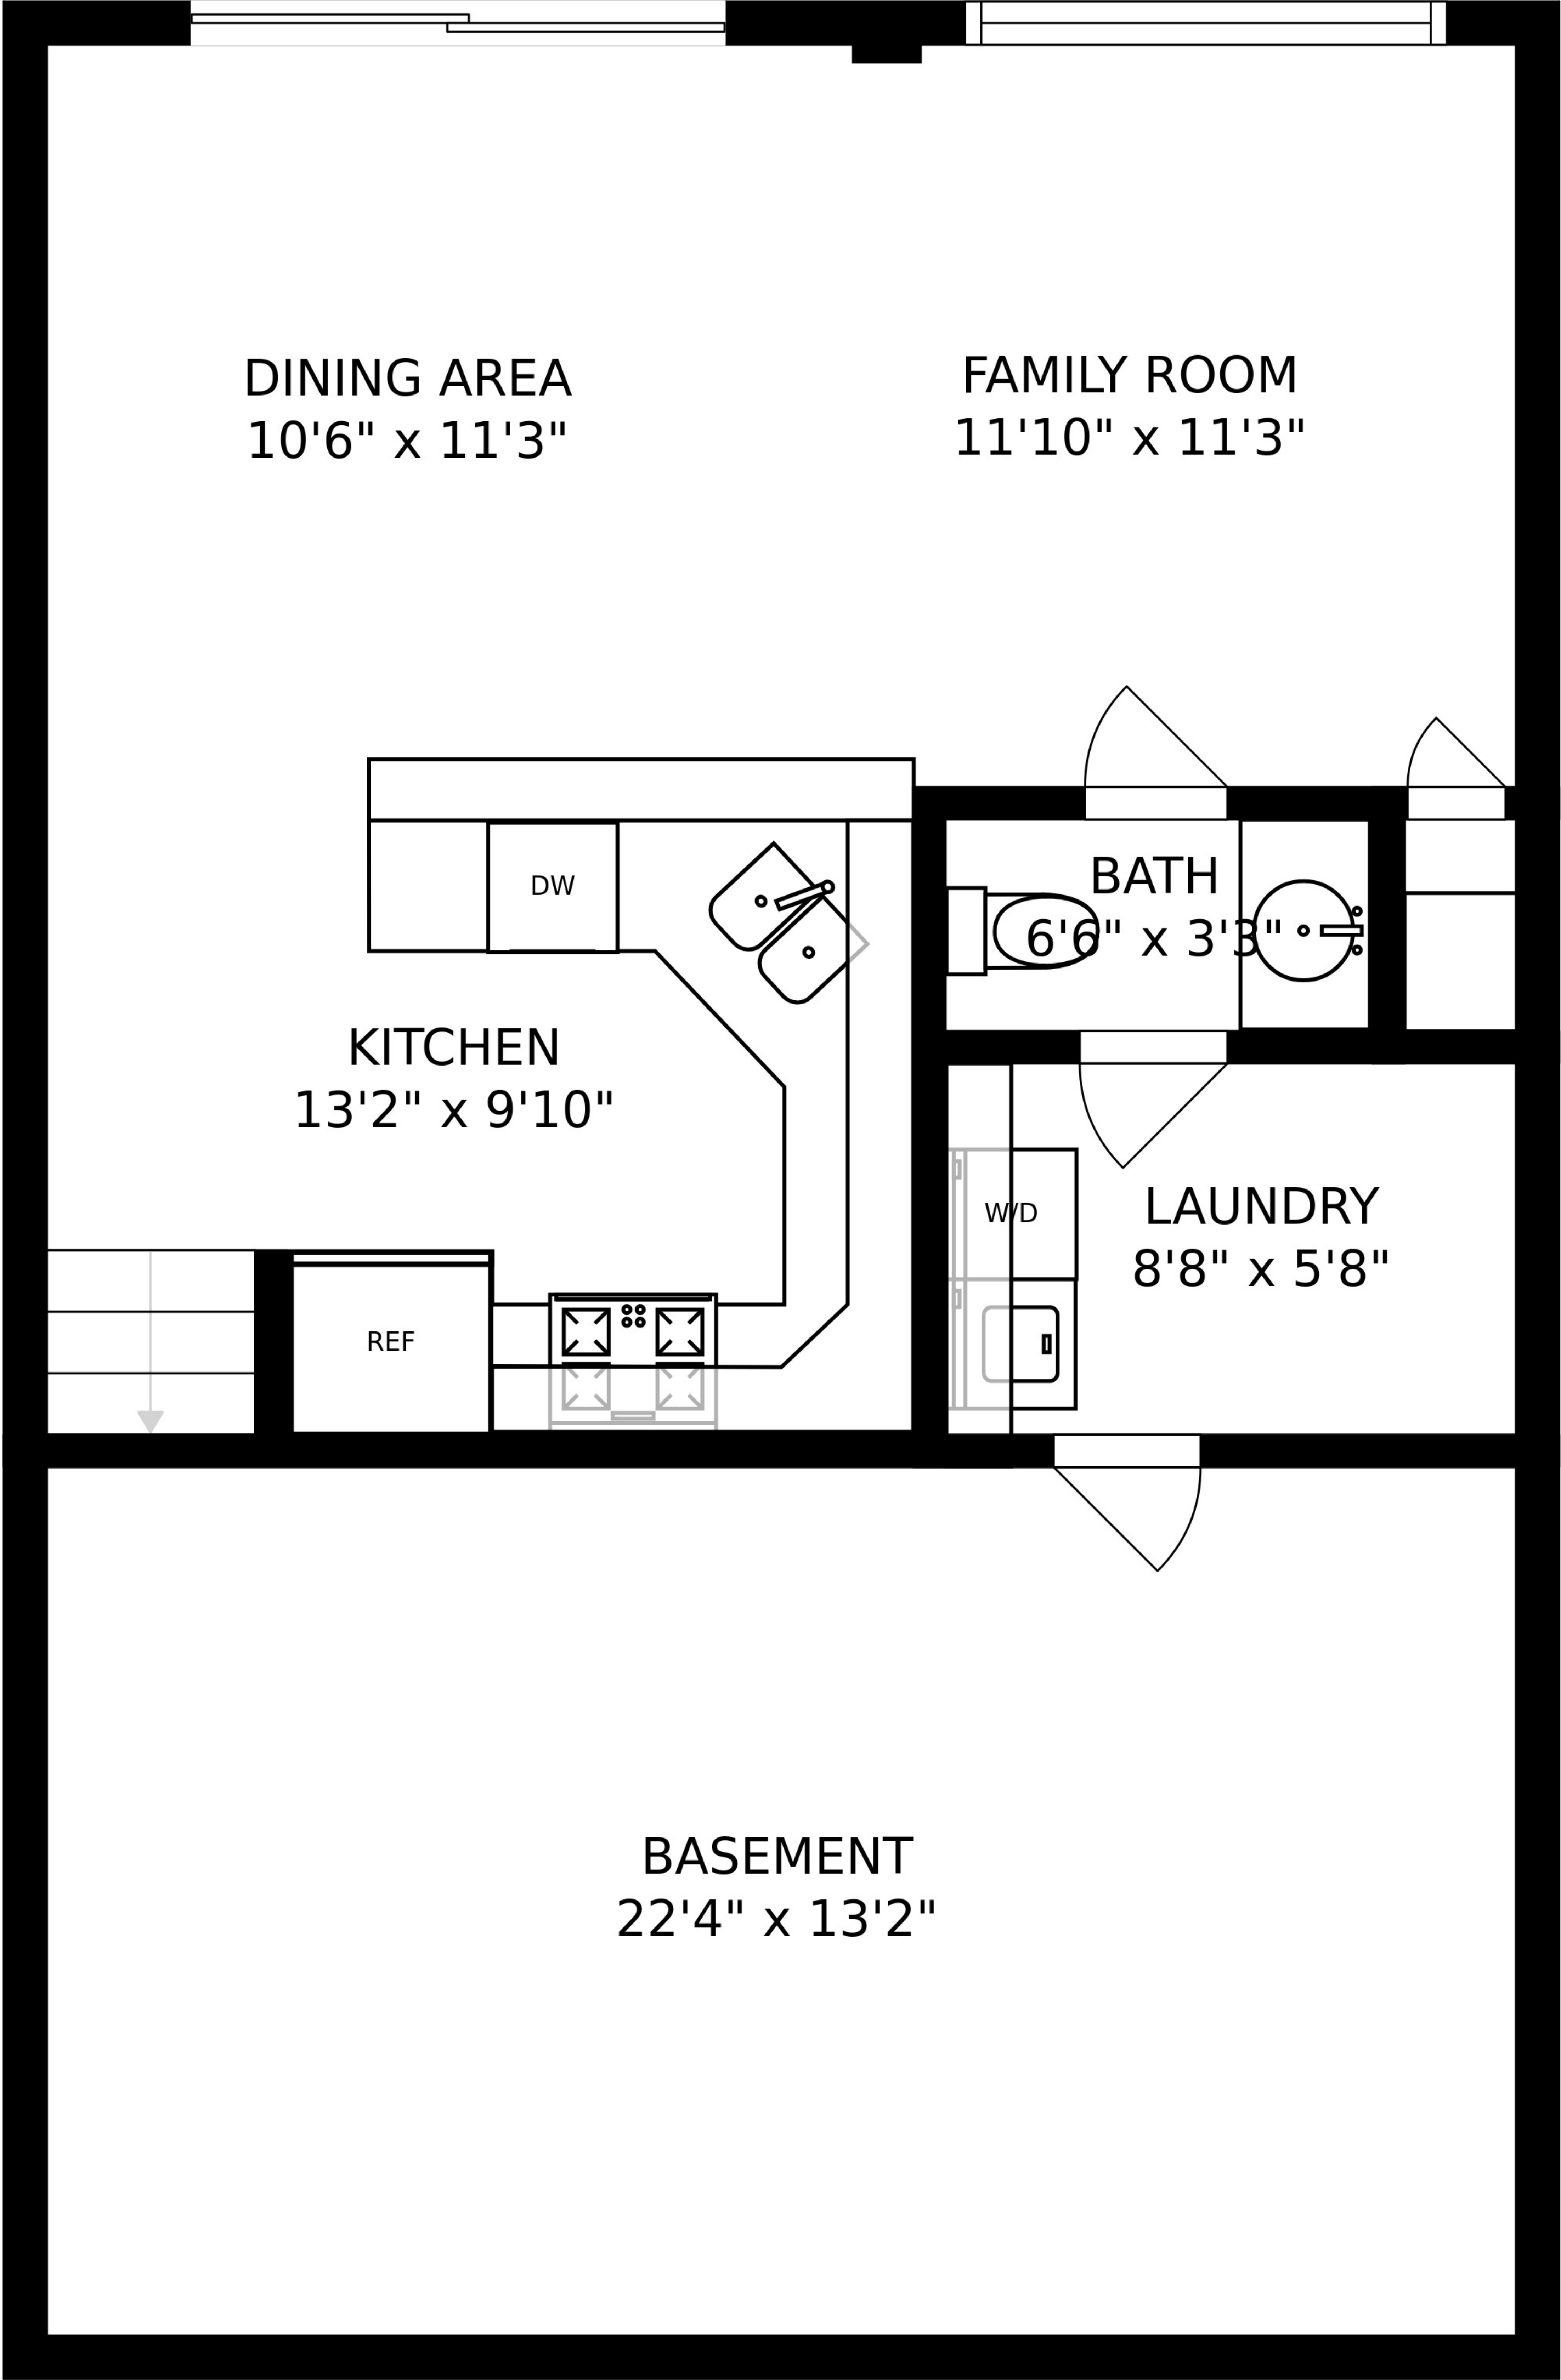 DINING AREA
10'6" x 11'3"
FAMILY ROOM
11'10" x 11'3"
DW
BATH
6'6" x 3'3"
KITCHEN
13'2" x 9'10"
WD
LAUNDRY
8'8" x 5'8"
REF
BASEMENT
22'4" x 13'2"